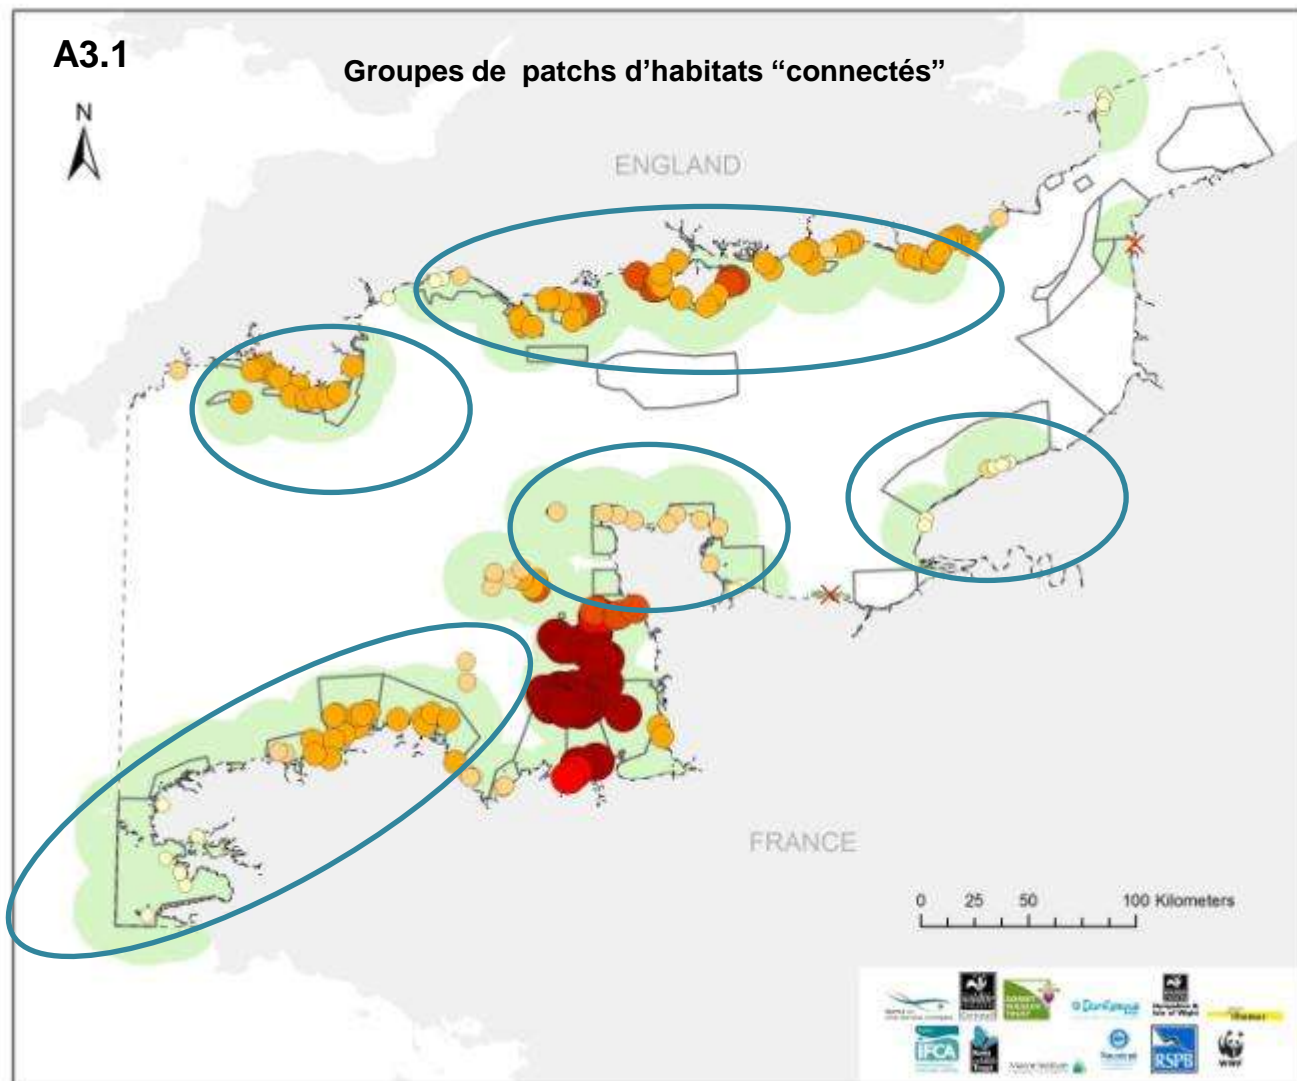 A3.1
Groupes de patchs d'habitats “connectés”
N
ENGLAND
FRANCE
0 25 50 100 Kilometers
IFCA
RSPB
WWF